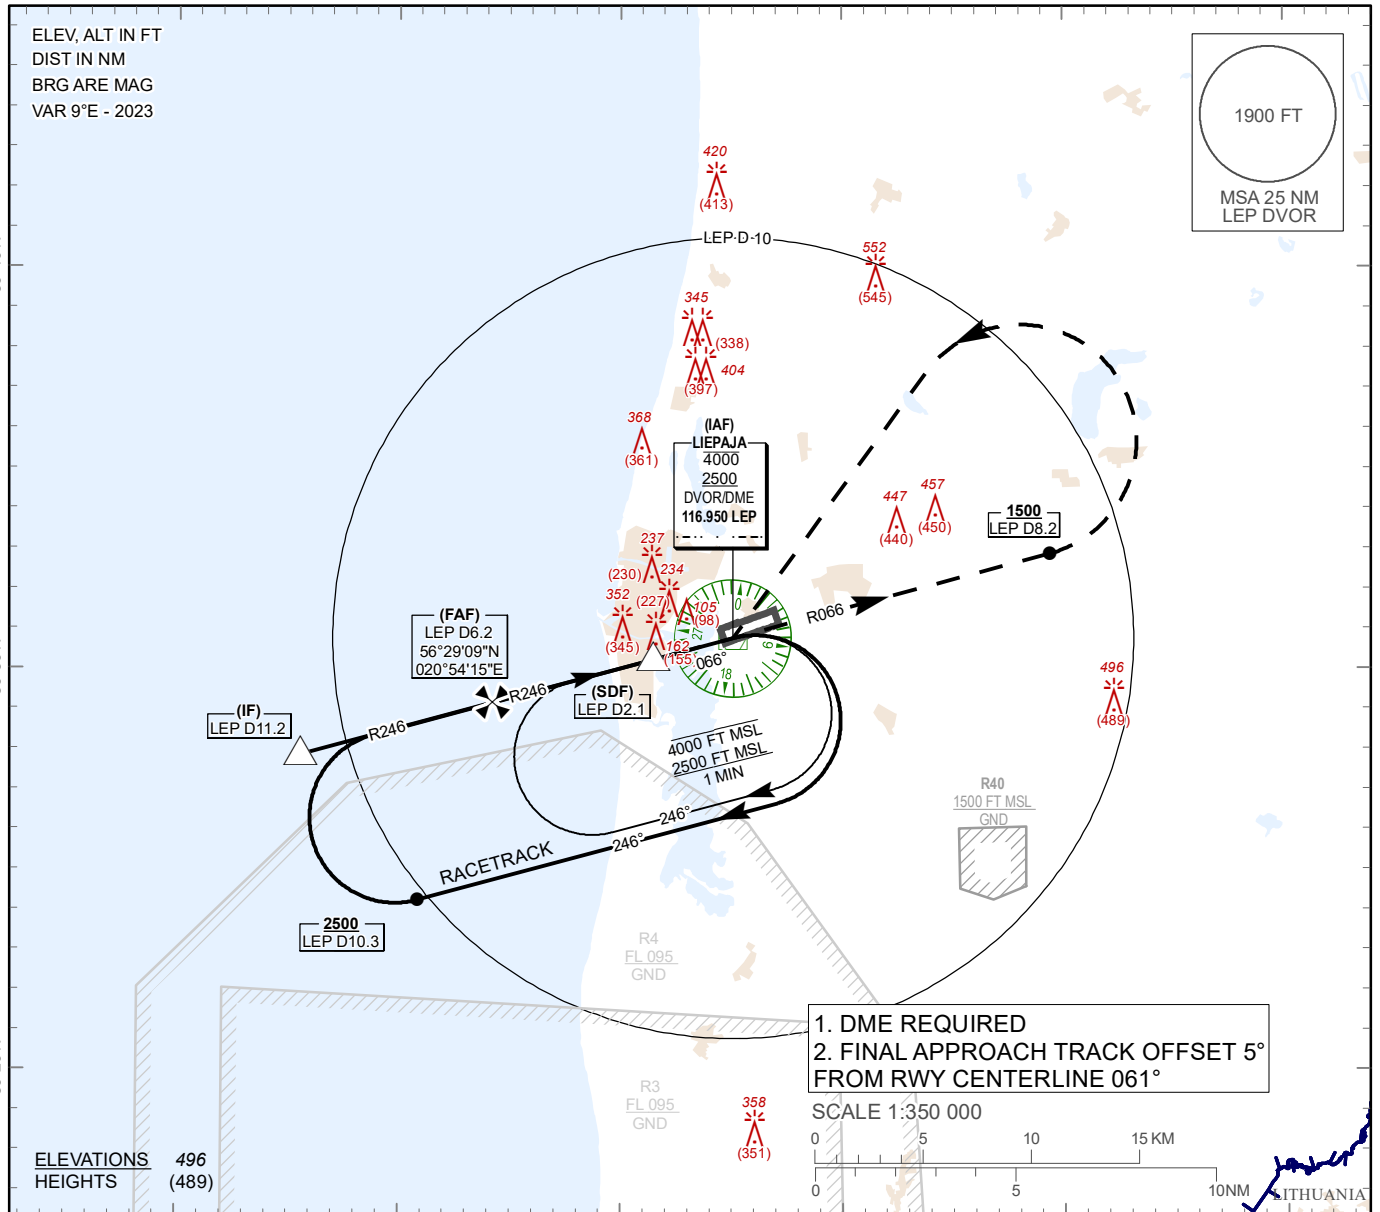 ELEV, ALT IN FT
DIST IN NM
BRG ARE MAG
VAR 9°E - 2023
1900 FT
MSA 25 NM
LEP DVOR
420
(413)
LEP D 10
552
(545)
345
(338)
404
(397)
368
(361)
(IAF)
LIEPAJA
4000
2500
DVOR/DME
116.950 LEP
447
(440)
457
(450)
1500
LEP D8.2
237
(230)
234
(227)
352
(345)
105
(98)
162
(155)
0
9
18
27
R066
066°
(FAF)
LEP D6.2
56°29'09"N
020°54'15"E
R246
(SDF)
LEP D2.1
(IF)
LEP D11.2
R246
496
(489)
4000 FT MSL
2500 FT MSL
1 MIN
246°
246°
RACETRACK
R40
1500 FT MSL
GND
2500
LEP D10.3
R4
FL 095
GND
1. DME REQUIRED
2. FINAL APPROACH TRACK OFFSET 5°
FROM RWY CENTERLINE 061°
R3
FL 095
GND
358
(351)
SCALE 1:350 000
0 5 10 15 KM
0 5 10NM
ELEVATIONS 496
HEIGHTS (489)
LITHUANIA